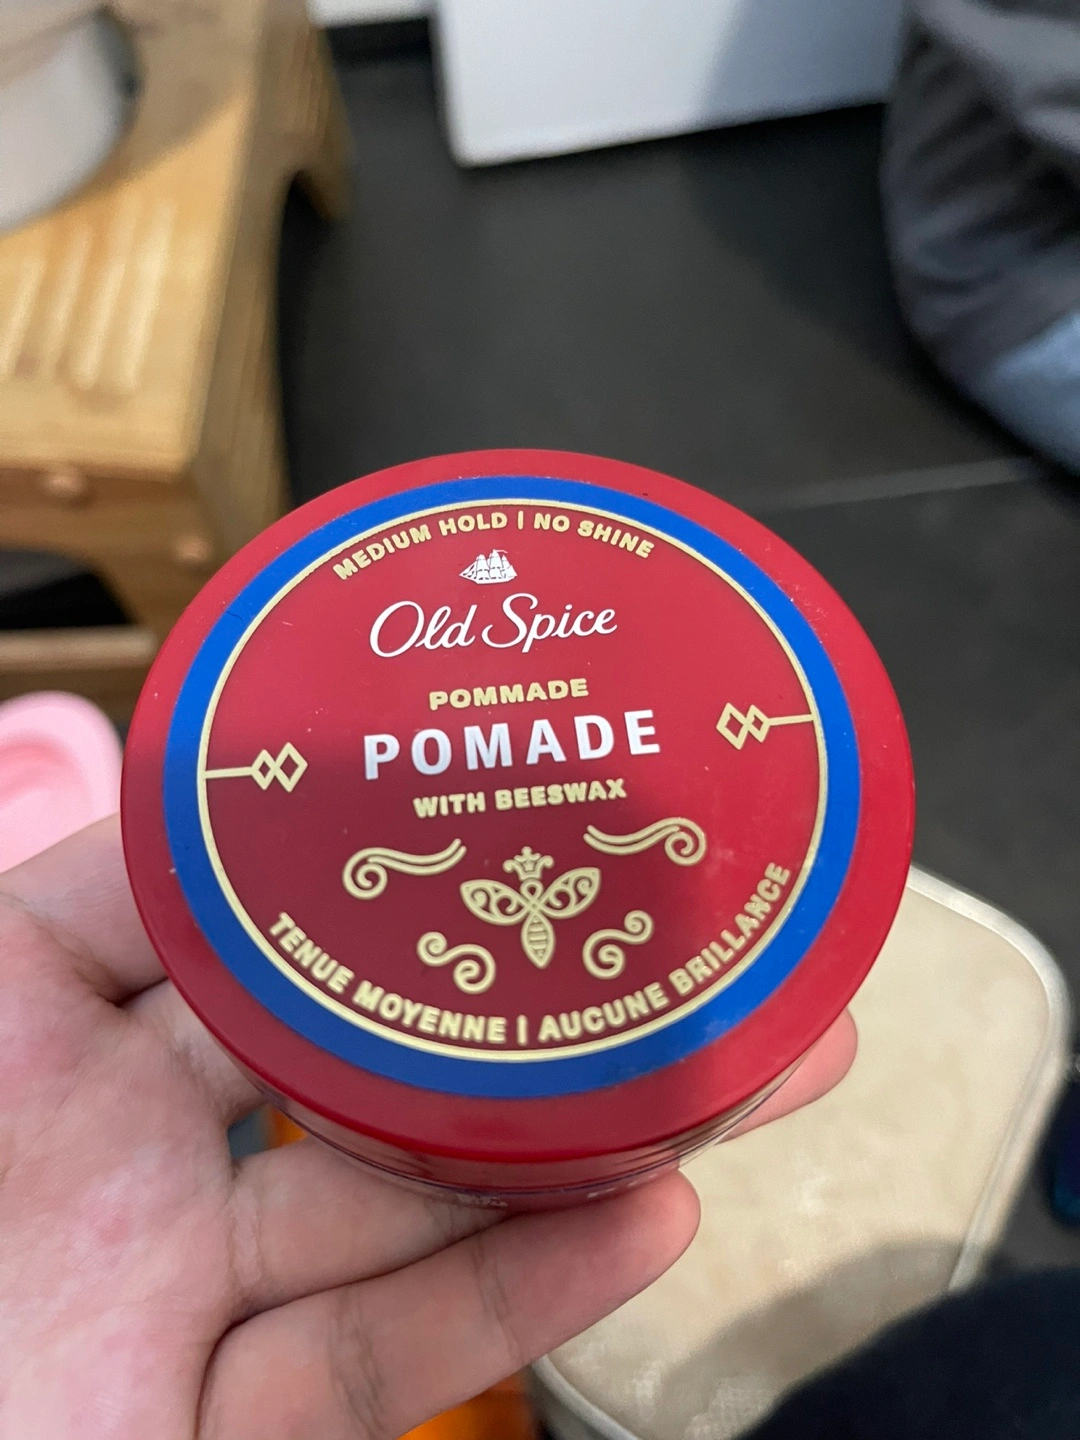 MEDIUM HOLD | NO SHINE
Old Spice
POMMADE
POMADE
WITH BEESWAX
TENUE MOYENNE | AUCUNE BRILLANCE